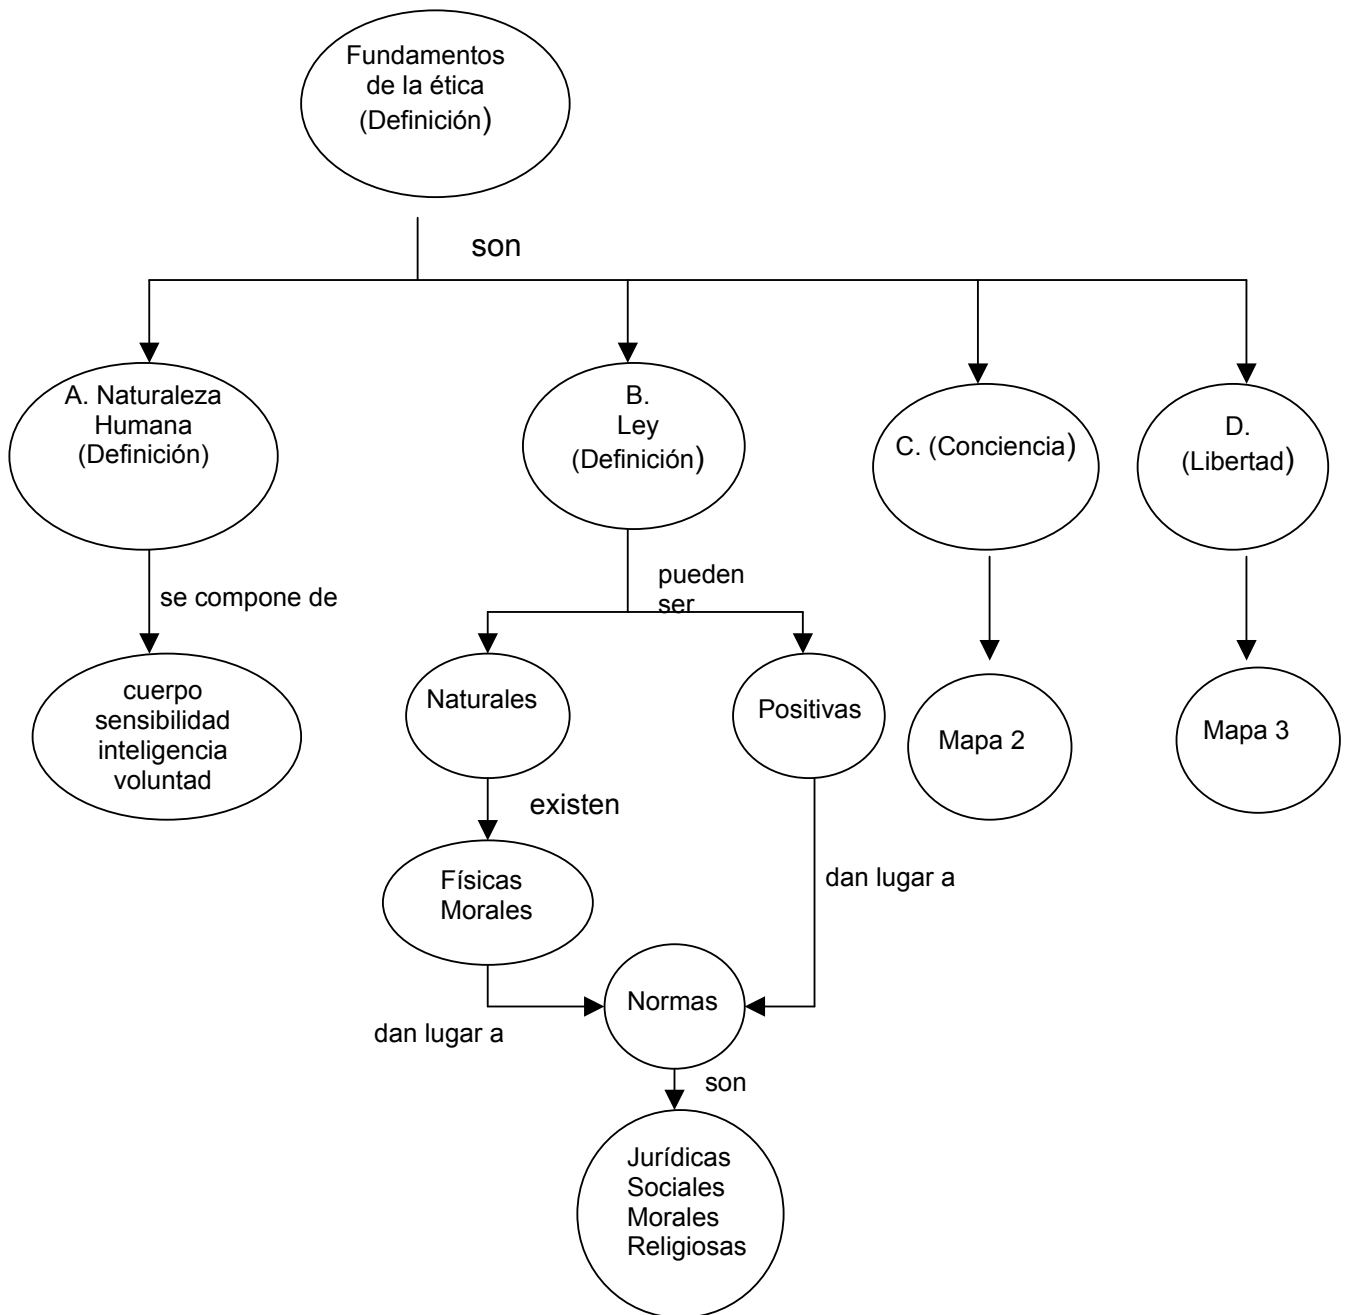 Fundamentos
de la ética
(Definición)
son
A. Naturaleza
Humana
(Definición)
B.
Ley
(Definición)
C. (Conciencia)
D.
(Libertad)
se compone de
pueden
ser
cuerpo
sensibilidad
inteligencia
voluntad
Naturales
Positivas
Mapa 2
Mapa 3
existen
Físicas
Morales
dan lugar a
dan lugar a
Normas
son
Jurídicas
Sociales
Morales
Religiosas